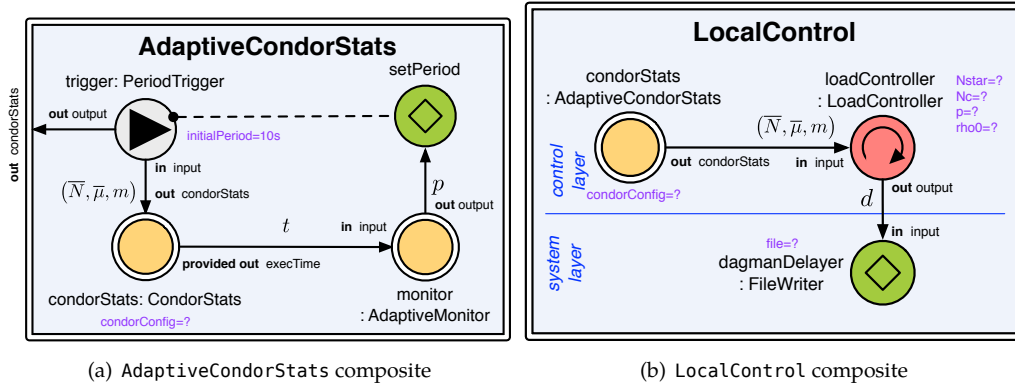 AdaptiveCondorStats
trigger: PeriodTrigger
setPeriod
out output
initialPeriod=10s
out condorStats
in input
(N̅, μ̅, m)
out condorStats
p
out output
t
in input
provided out execTime
condorStats: CondorStats
condorConfig=?
monitor
: AdaptiveMonitor
(a) AdaptiveCondorStats composite
LocalControl
condorStats
: AdaptiveCondorStats
loadController
: LoadController
Nstar=?
Nc=?
p=?
rho0=?
(N̅, μ̅, m)
out condorStats
in input
condorConfig=?
control
layer
d
out output
in input
system
layer
file=?
dagmanDelayer
: FileWriter
(b) LocalControl composite